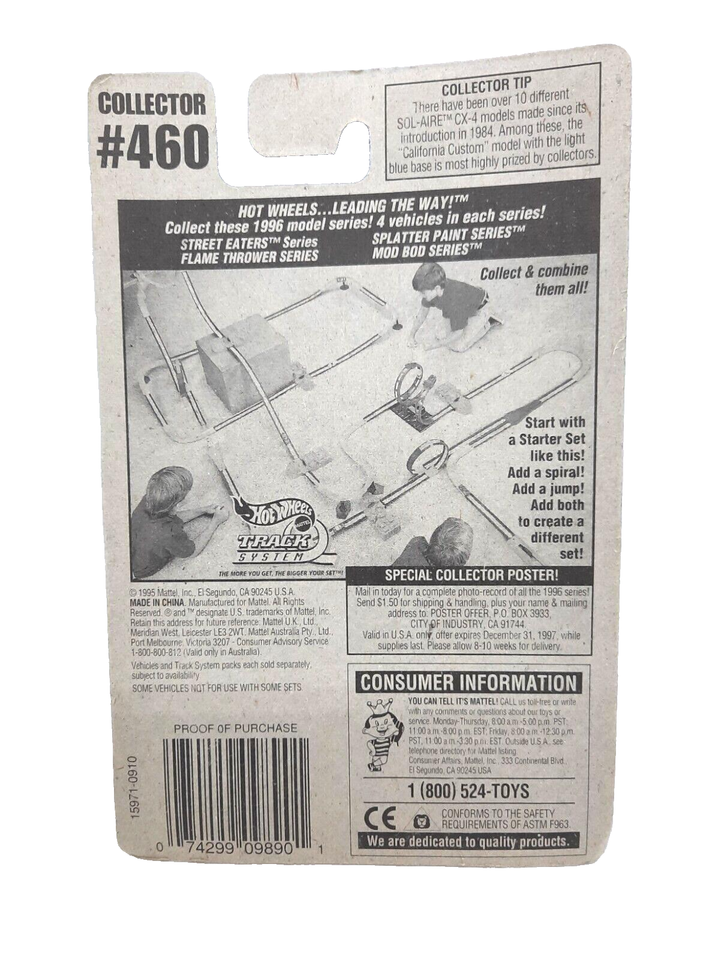 COLLECTOR
#460
COLLECTOR TIP
There have been over 10 different
SOL-AIRE™ CX-4 models made since its
introduction in 1984. Among these, the
"California Custom" model with the light
blue base is most highly prized by collectors.
HOT WHEELS...LEADING THE WAY!™
Collect these 1996 model series! 4 vehicles in each series!
STREET EATERS™ Series
FLAME THROWER SERIES
SPLATTER PAINT SERIES™
MOD BOD SERIES™
Collect & combine
them all!
Start with
a Starter Set
like this!
Add a spiral!
Add a jump!
Add both
to create a
different
set!
Hot Wheels
MATTEL
TRACK
SYSTEM
THE MORE YOU GET, THE BIGGER YOUR SET™!
© 1995 Mattel, Inc., El Segundo, CA 90245 U.S.A.
MADE IN CHINA. Manufactured for Mattel. All Rights
Reserved. ® and ™ designate U.S. trademarks of Mattel, Inc.
Retain this address for future reference. Mattel U.K., Ltd.,
Meridian West, Leicester LE3 2WT. Mattel Australia Pty., Ltd.,
Port Melbourne, Victoria 3207 - Consumer Advisory Service
1-800-800-812 (Valid only in Australia).
Vehicles and Track System packs each sold separately,
subject to availability
SOME VEHICLES NOT FOR USE WITH SOME SETS
SPECIAL COLLECTOR POSTER!
Mail in today for a complete photo-record of all the 1996 series!
Send $1.50 for shipping & handling, plus your name & mailing
address to: POSTER OFFER, P.O. BOX 3933,
CITY OF INDUSTRY, CA 91744.
Valid in U.S.A. only, offer expires December 31, 1997, while
supplies last. Please allow 8-10 weeks for delivery.
CONSUMER INFORMATION
YOU CAN TELL IT'S MATTEL! CALL us toll-free or write
with any comments or questions about our toys or
service. Monday-Thursday, 8:00 a.m.-5:00 p.m. PST;
11:00 a.m.-8:00 p.m. EST; Friday, 8:00 a.m.-12:30 p.m.
PST, 11:00 a.m.-3:30 p.m. EST. Outside U.S.A., see
telephone directory for Mattel listing.
Consumer Affairs, Mattel, Inc., 333 Continental Blvd.
El Segundo, CA 90245 USA
1 (800) 524-TOYS
CE
CONFORMS TO THE SAFETY
REQUIREMENTS OF ASTM F963.
We are dedicated to quality products.
PROOF OF PURCHASE
15971-0910
0 74299 09890 1